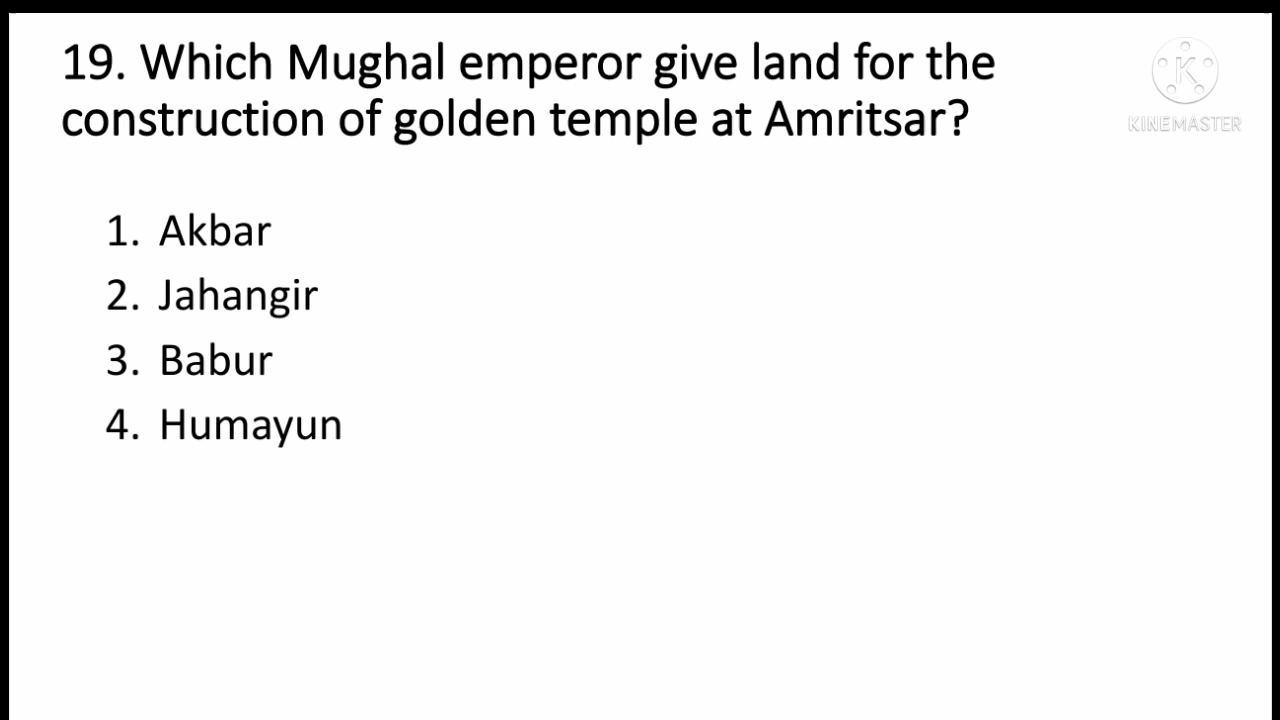 19. Which Mughal emperor give land for the
construction of golden temple at Amritsar?
K
KINEMASTER
1. Akbar
2. Jahangir
3. Babur
4. Humayun